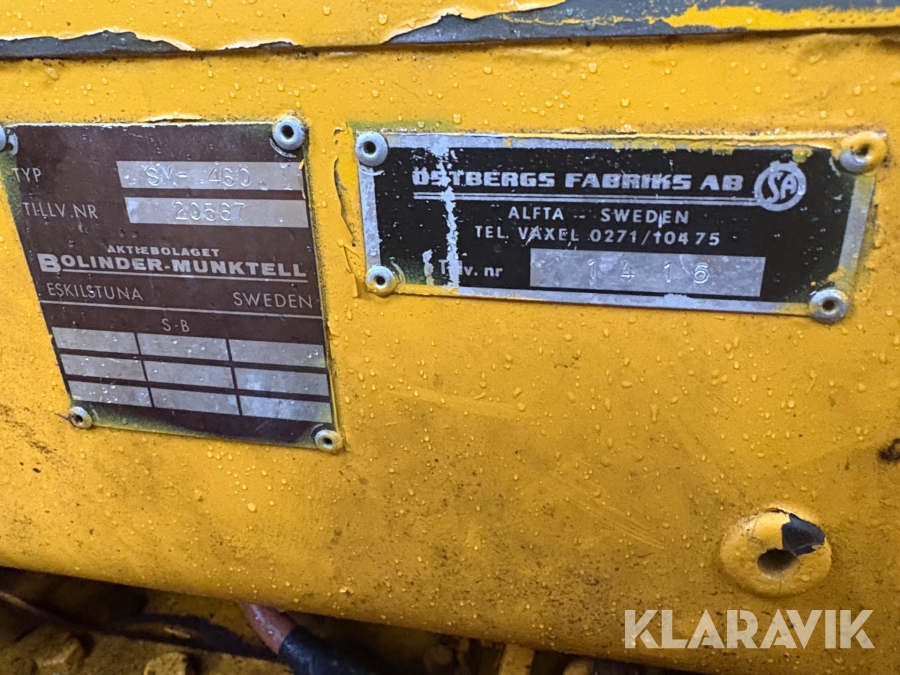 TYP SM-460
TILLV.NR 20567
AKTIEBOLAGET
BOLINDER-MUNKTELL
ESKILSTUNA SWEDEN
S-B
ÖSTBERGS FABRIKS AB
ALFTA - SWEDEN
TEL. VÄXEL 0271/10475
Tillv. nr 1416
KLARAVIK